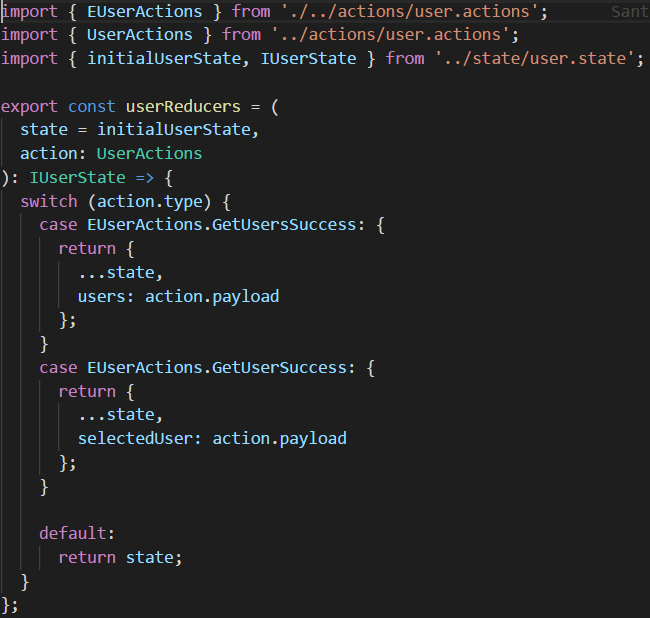 import { EUserActions } from './../actions/user.actions'; Sant
import { UserActions } from '../actions/user.actions';
import { initialUserState, IUserState } from '../state/user.state';
export const userReducers = (
  state = initialUserState,
  action: UserActions
): IUserState => {
  switch (action.type) {
    case EUserActions.GetUsersSuccess: {
      return {
        ...state,
        users: action.payload
      };
    }
    case EUserActions.GetUserSuccess: {
      return {
        ...state,
        selectedUser: action.payload
      };
    }
    default:
      return state;
  }
};